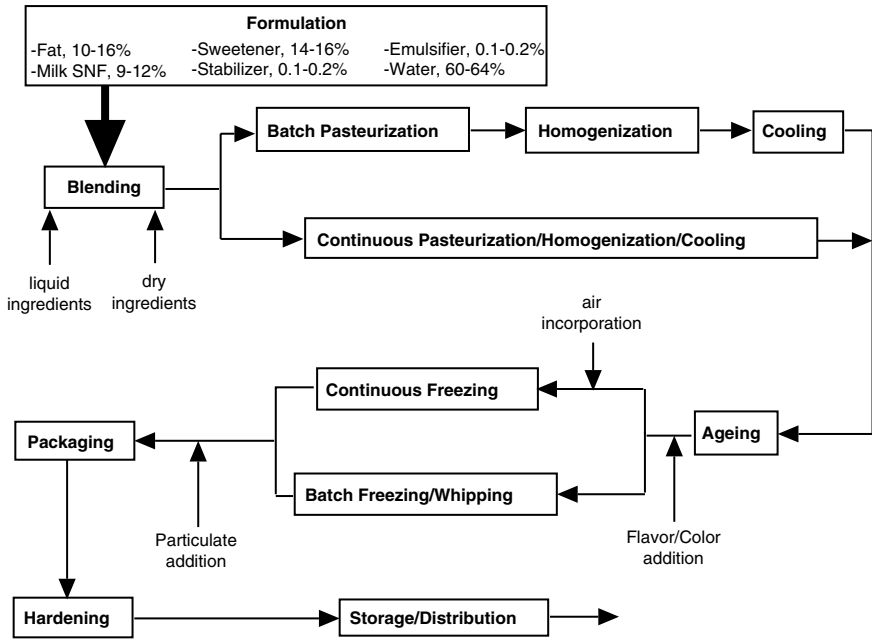 Formulation
-Fat, 10-16%
-Sweetener, 14-16%
-Emulsifier, 0.1-0.2%
-Milk SNF, 9-12%
-Stabilizer, 0.1-0.2%
-Water, 60-64%
Batch Pasteurization
Homogenization
Cooling
Blending
Continuous Pasteurization/Homogenization/Cooling
liquid
ingredients
dry
ingredients
air
incorporation
Continuous Freezing
Ageing
Packaging
Batch Freezing/Whipping
Particulate
addition
Flavor/Color
addition
Hardening
Storage/Distribution